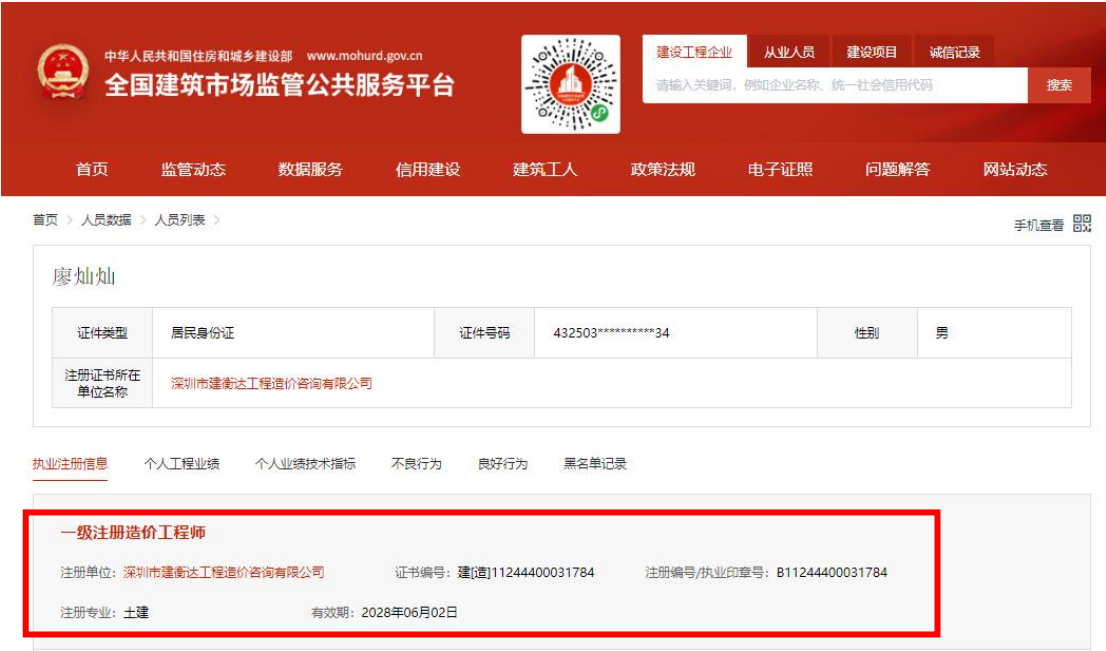 中华人民共和国住房和城乡建设部 www.mohurd.gov.cn
全国建筑市场监管公共服务平台
建设工程企业 从业人员 建设项目 诚信记录
请输入关键词，例如企业名称、统一社会信用代码 搜索
首页 监管动态 数据服务 信用建设 建筑工人 政策法规 电子证照 问题解答 网站动态
首页 > 人员数据 > 人员列表 >
手机查看
廖灿灿
证件类型 居民身份证 证件号码 432503**********34 性别 男
注册证书所在
单位名称
深圳市建衡达工程造价咨询有限公司
执业注册信息 个人工程业绩 个人业绩技术指标 不良行为 良好行为 黑名单记录
一级注册造价工程师
注册单位：深圳市建衡达工程造价咨询有限公司 证书编号：建[造]11244400031784 注册编号/执业印章号：B11244400031784
注册专业：土建 有效期：2028年06月02日